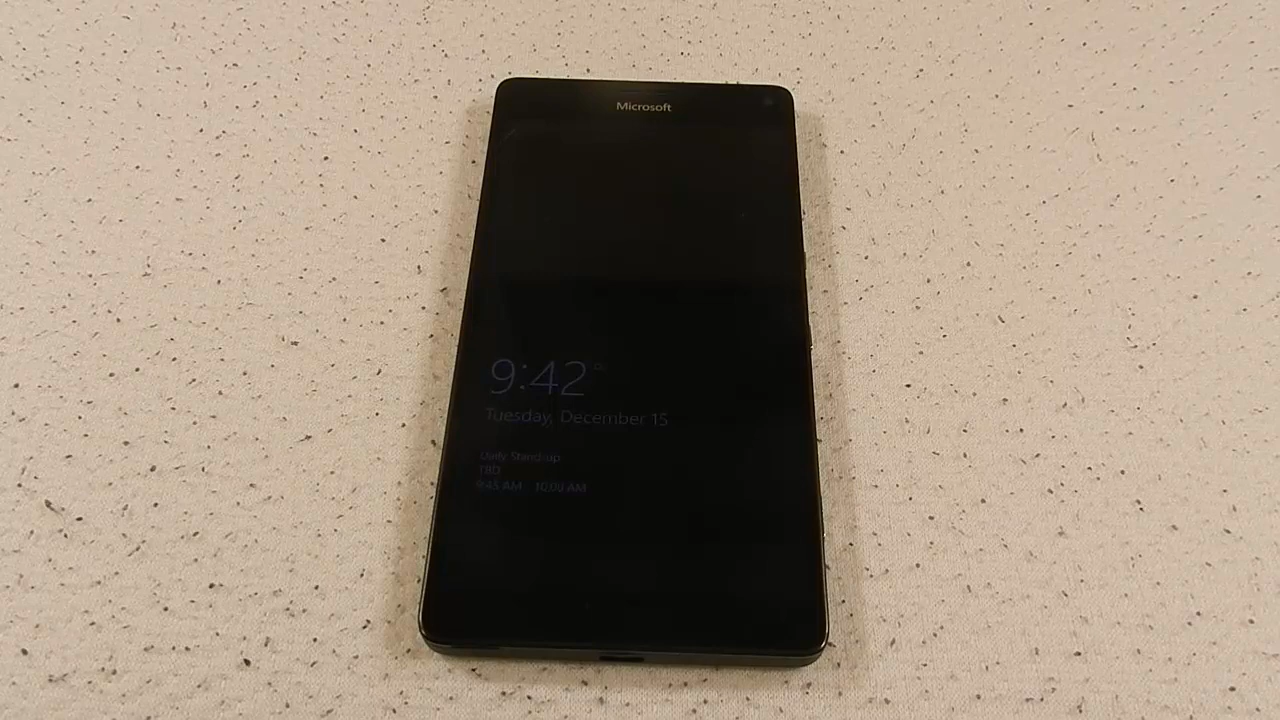 Microsoft
9:42
Tuesday, December 15
Daily Stand-up
TBD
9:45 AM - 10:00 AM